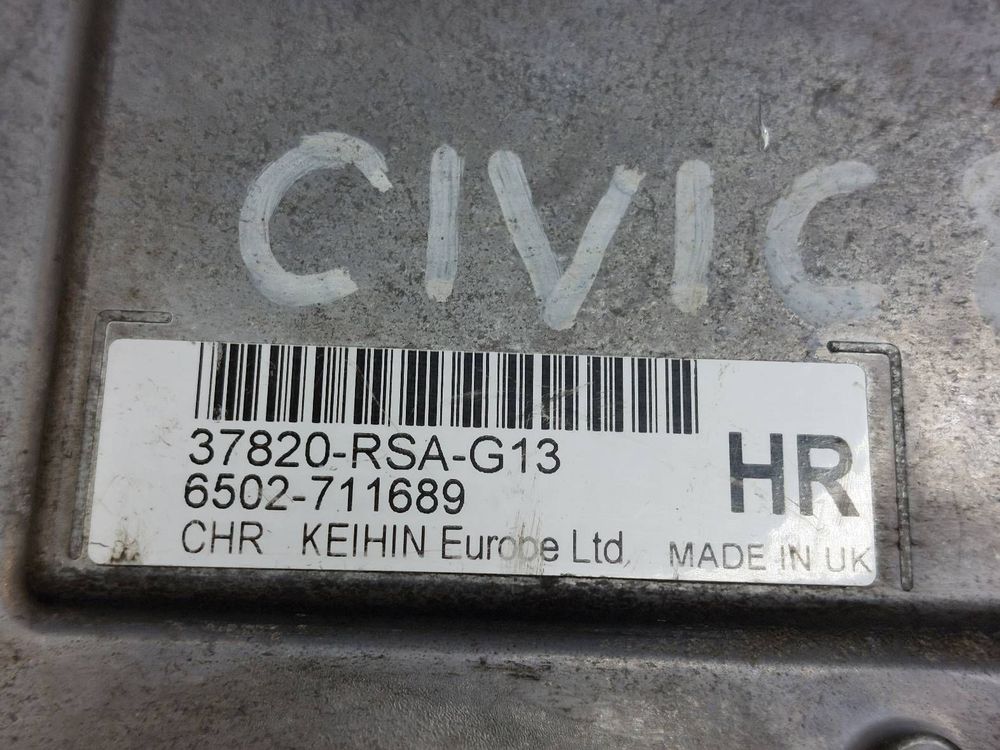 CIVIC
37820-RSA-G13
6502-711689
HR
CHR KEIHIN Europe Ltd MADE IN UK